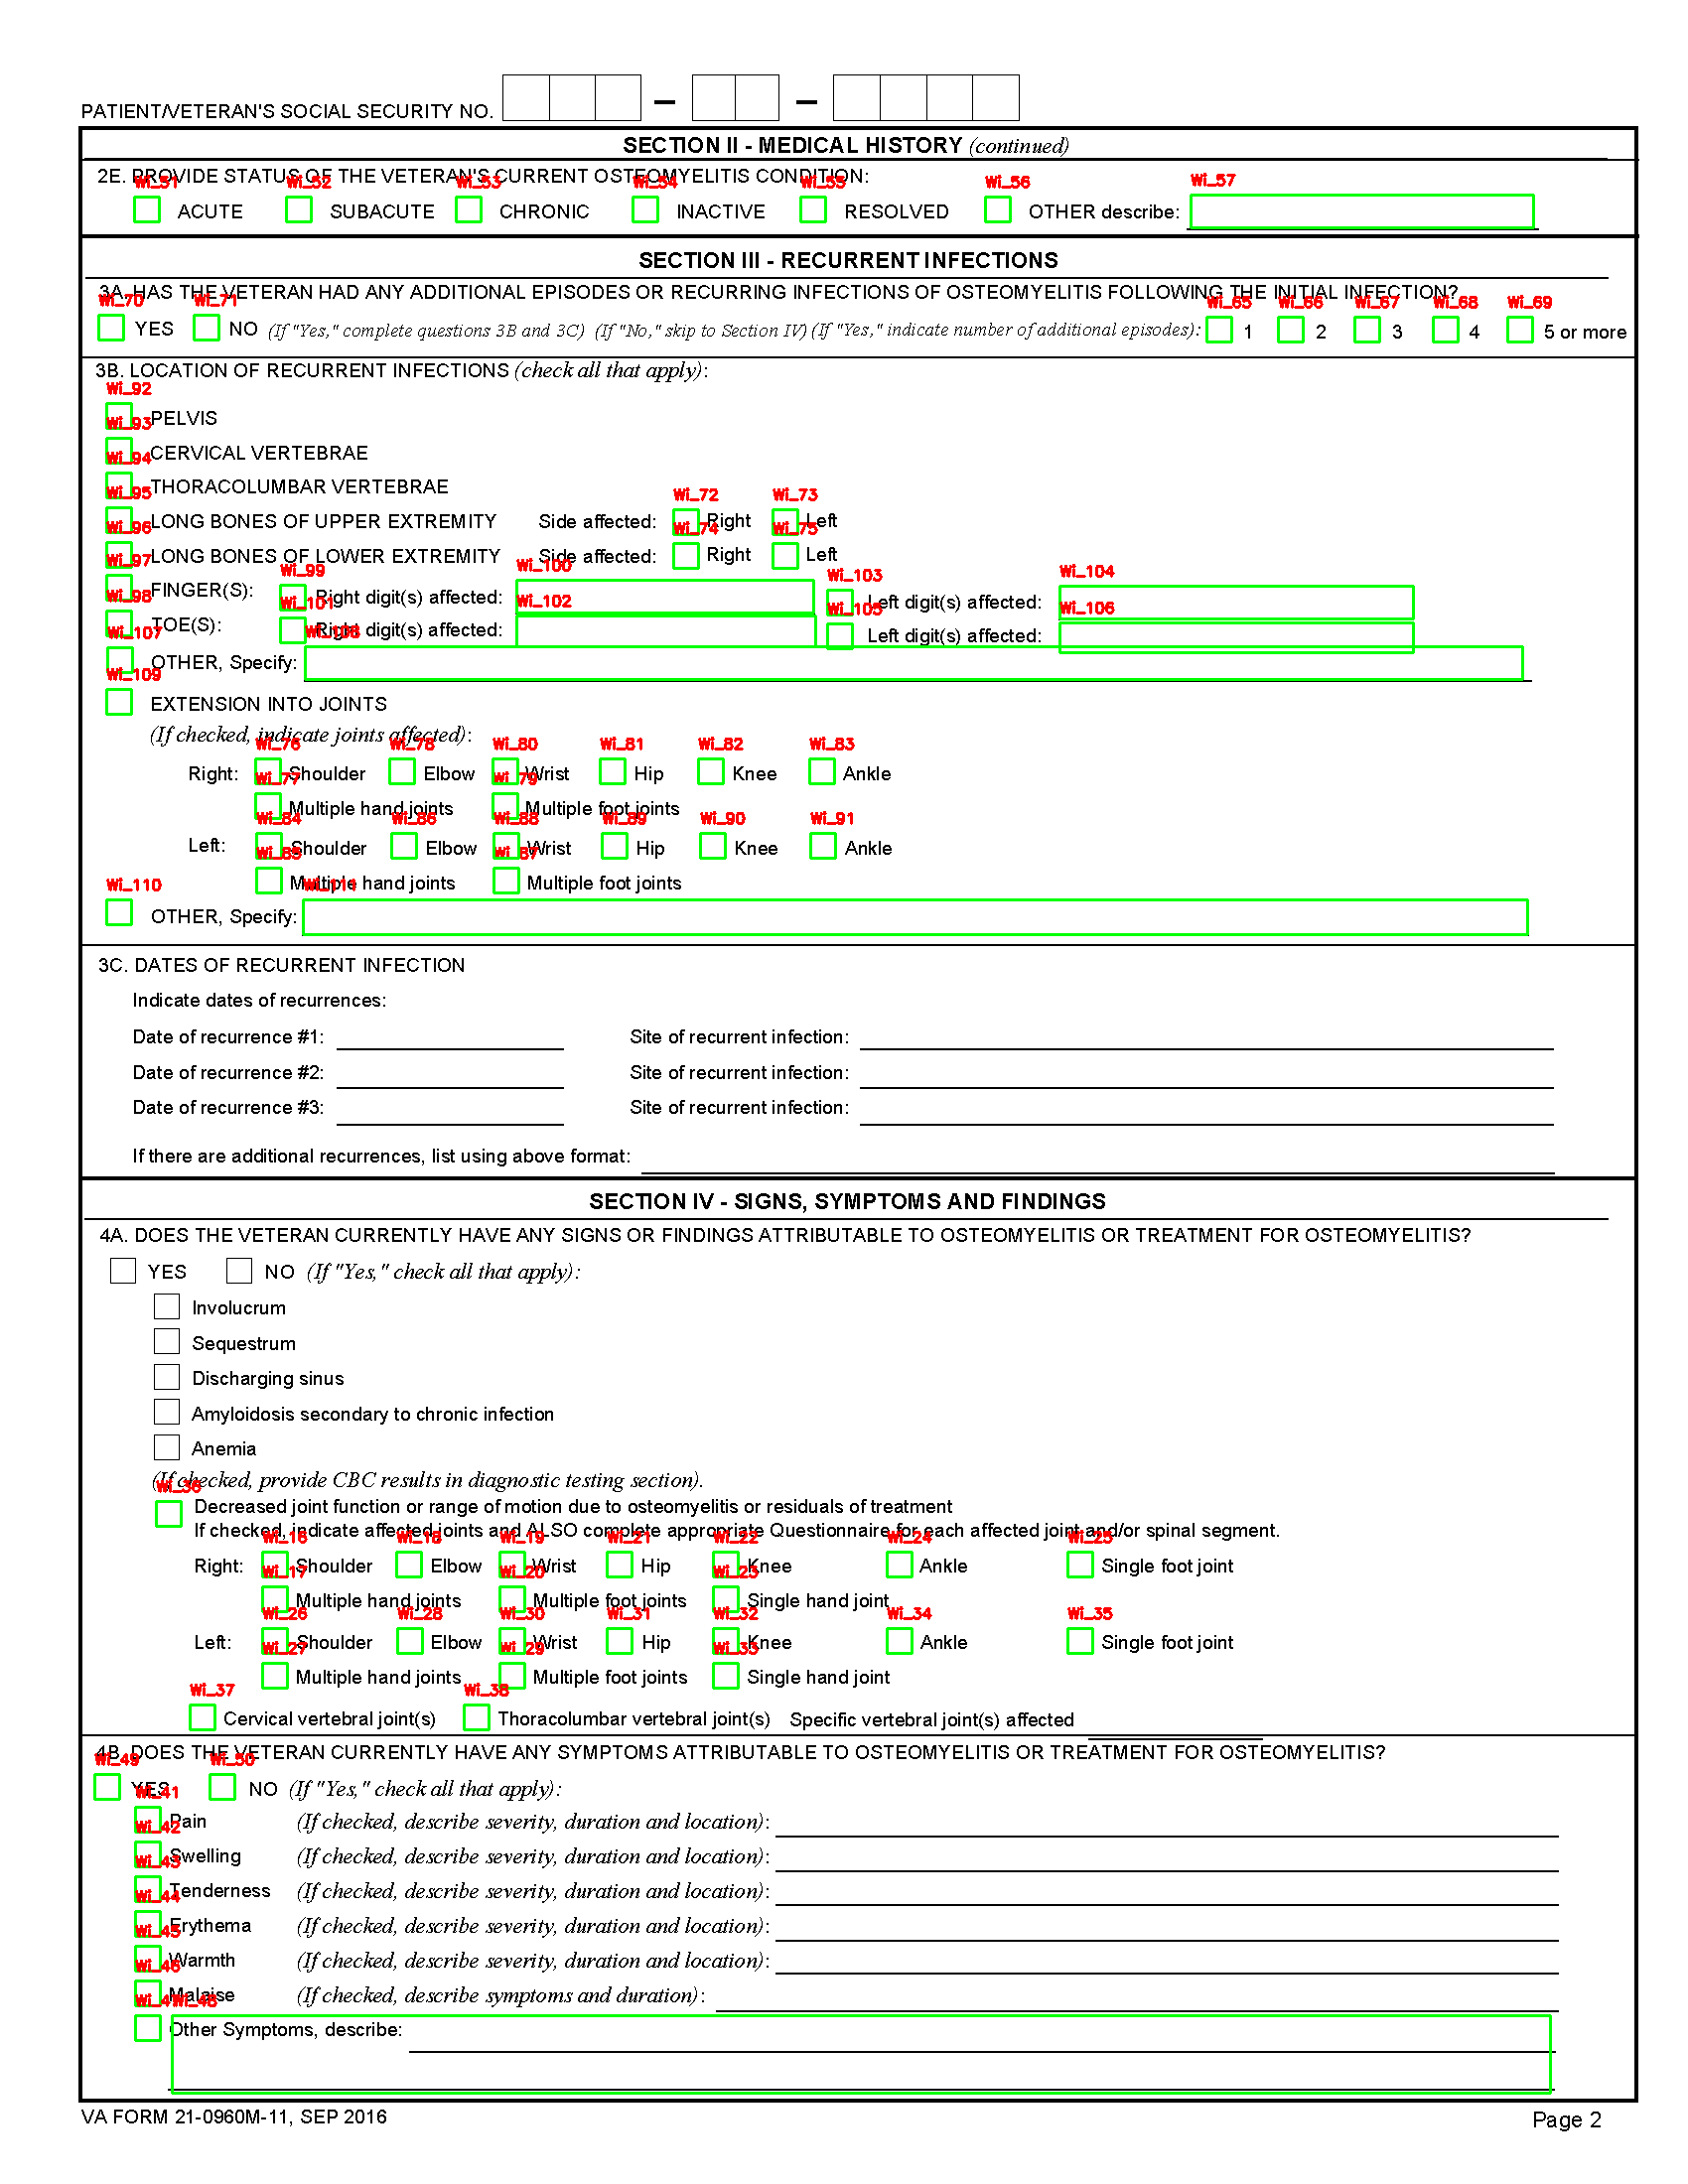 PATIENT/VETERAN'S SOCIAL SECURITY NO. – –
SECTION II - MEDICAL HISTORY (continued)
2E. PROVIDE STATUS OF THE VETERAN'S CURRENT OSTEOMYELITIS CONDITION:
Wi_51 Wi_52 Wi_53 Wi_54 Wi_55 Wi_56 Wi_57
ACUTE SUBACUTE CHRONIC INACTIVE RESOLVED OTHER describe:
SECTION III - RECURRENT INFECTIONS
3A. HAS THE VETERAN HAD ANY ADDITIONAL EPISODES OR RECURRING INFECTIONS OF OSTEOMYELITIS FOLLOWING THE INITIAL INFECTION?
Wi_70 Wi_71 Wi_65 Wi_66 Wi_67 Wi_68 Wi_69
YES NO (If "Yes," complete questions 3B and 3C) (If "No," skip to Section IV) (If "Yes," indicate number of additional episodes): 1 2 3 4 5 or more
3B. LOCATION OF RECURRENT INFECTIONS (check all that apply):
Wi_92
PELVIS
Wi_93
CERVICAL VERTEBRAE
Wi_94
THORACOLUMBAR VERTEBRAE
Wi_95 Wi_72 Wi_73
LONG BONES OF UPPER EXTREMITY Side affected: Right Left
Wi_96 Wi_74 Wi_75
LONG BONES OF LOWER EXTREMITY Side affected: Right Left
Wi_97 Wi_99 Wi_100 Wi_103 Wi_104
FINGER(S): Right digit(s) affected: Left digit(s) affected:
Wi_98 Wi_101 Wi_102 Wi_105 Wi_106
TOE(S): Right digit(s) affected: Left digit(s) affected:
Wi_107 Wi_108
OTHER, Specify:
Wi_109
EXTENSION INTO JOINTS
(If checked, indicate joints affected):
Wi_76 Wi_78 Wi_80 Wi_81 Wi_82 Wi_83
Right: Shoulder Elbow Wrist Hip Knee Ankle
Wi_77 Wi_79
Multiple hand joints Multiple foot joints
Wi_84 Wi_86 Wi_88 Wi_89 Wi_90 Wi_91
Left: Shoulder Elbow Wrist Hip Knee Ankle
Wi_85 Wi_87
Multiple hand joints Multiple foot joints
Wi_110 Wi_111
OTHER, Specify:
3C. DATES OF RECURRENT INFECTION
Indicate dates of recurrences:
Date of recurrence #1: Site of recurrent infection:
Date of recurrence #2: Site of recurrent infection:
Date of recurrence #3: Site of recurrent infection:
If there are additional recurrences, list using above format:
SECTION IV - SIGNS, SYMPTOMS AND FINDINGS
4A. DOES THE VETERAN CURRENTLY HAVE ANY SIGNS OR FINDINGS ATTRIBUTABLE TO OSTEOMYELITIS OR TREATMENT FOR OSTEOMYELITIS?
YES NO (If "Yes," check all that apply):
Involucrum
Sequestrum
Discharging sinus
Amyloidosis secondary to chronic infection
Anemia
(If checked, provide CBC results in diagnostic testing section).
Wi_36
Decreased joint function or range of motion due to osteomyelitis or residuals of treatment
If checked, indicate affected joints and ALSO complete appropriate Questionnaire for each affected joint and/or spinal segment.
Wi_16 Wi_18 Wi_19 Wi_21 Wi_22 Wi_24 Wi_25
Right: Shoulder Elbow Wrist Hip Knee Ankle Single foot joint
Wi_17 Wi_20 Wi_23
Multiple hand joints Multiple foot joints Single hand joint
Wi_26 Wi_28 Wi_30 Wi_31 Wi_32 Wi_34 Wi_35
Left: Shoulder Elbow Wrist Hip Knee Ankle Single foot joint
Wi_27 Wi_29 Wi_33
Multiple hand joints Multiple foot joints Single hand joint
Wi_37 Wi_38
Cervical vertebral joint(s) Thoracolumbar vertebral joint(s) Specific vertebral joint(s) affected
4B. DOES THE VETERAN CURRENTLY HAVE ANY SYMPTOMS ATTRIBUTABLE TO OSTEOMYELITIS OR TREATMENT FOR OSTEOMYELITIS?
Wi_49 Wi_50
YES NO (If "Yes," check all that apply):
Wi_41
Pain (If checked, describe severity, duration and location):
Wi_42
Swelling (If checked, describe severity, duration and location):
Wi_43
Tenderness (If checked, describe severity, duration and location):
Wi_44
Erythema (If checked, describe severity, duration and location):
Wi_45
Warmth (If checked, describe severity, duration and location):
Wi_46
Malaise (If checked, describe symptoms and duration):
Wi_47 Wi_48
Other Symptoms, describe:
VA FORM 21-0960M-11, SEP 2016 Page 2